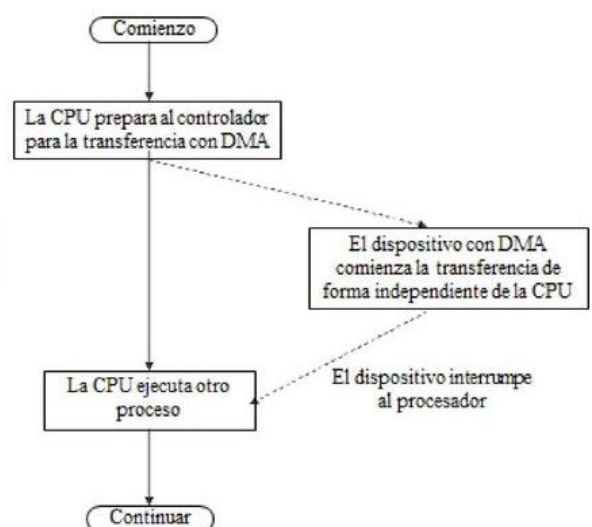 Comienzo
La CPU prepara al controlador
para la transferencia con DMA
El dispositivo con DMA
comienza la transferencia de
forma independiente de la CPU
El dispositivo interrumpe
al procesador
La CPU ejecuta otro
proceso
Continuar